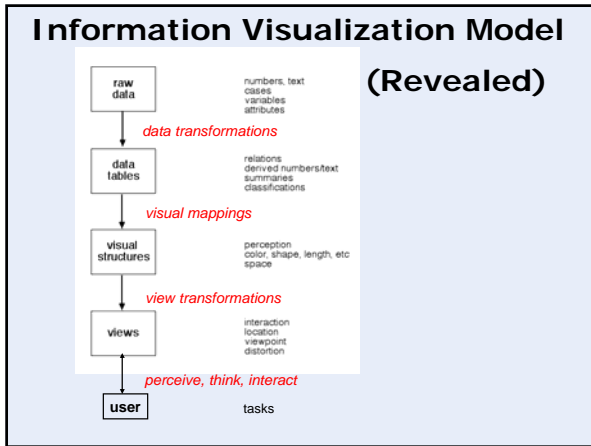 Information Visualization Model
(Revealed)
raw
data
numbers, text
cases
variables
attributes
data transformations
data
tables
relations
derived numbers/text
summaries
classifications
visual mappings
visual
structures
perception
color, shape, length, etc
space
view transformations
views
interaction
location
viewpoint
distortion
perceive, think, interact
user
tasks